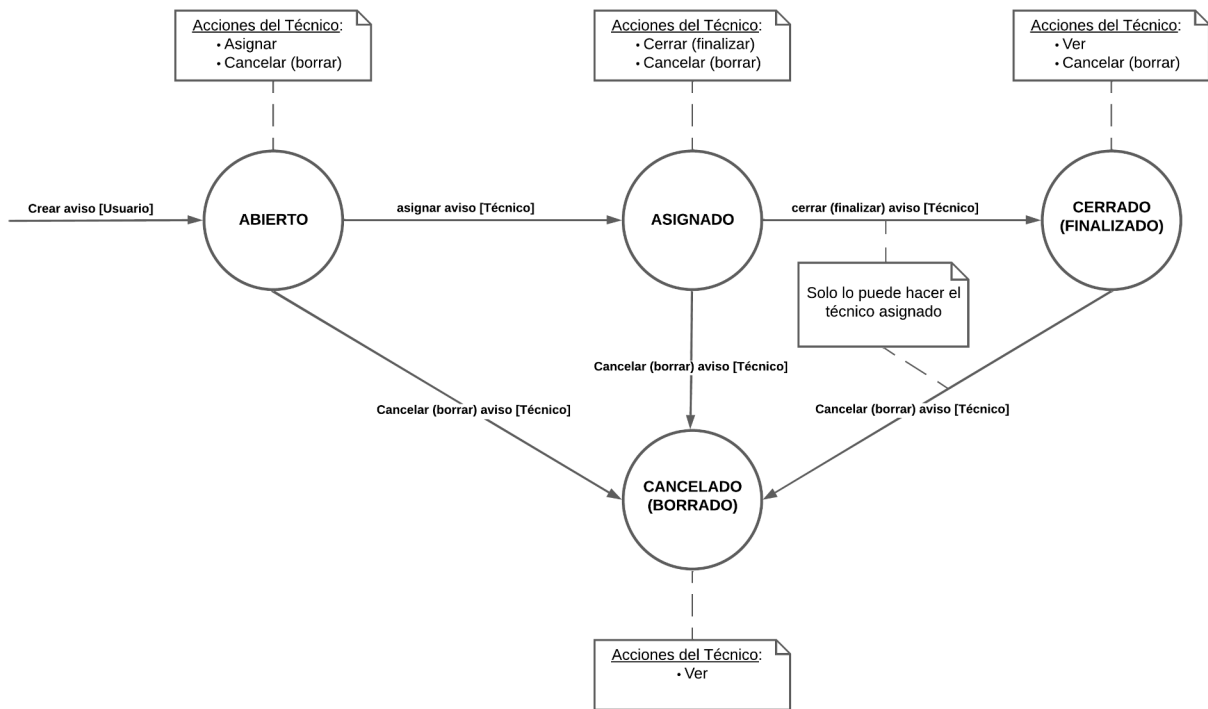 Acciones del Técnico:
• Asignar
• Cancelar (borrar)
Acciones del Técnico:
• Cerrar (finalizar)
• Cancelar (borrar)
Acciones del Técnico:
• Ver
• Cancelar (borrar)
Crear aviso [Usuario]
ABIERTO
asignar aviso [Técnico]
ASIGNADO
cerrar (finalizar) aviso [Técnico]
CERRADO
(FINALIZADO)
Solo lo puede hacer el
técnico asignado
Cancelar (borrar) aviso [Técnico]
Cancelar (borrar) aviso [Técnico]
Cancelar (borrar) aviso [Técnico]
CANCELADO
(BORRADO)
Acciones del Técnico:
• Ver